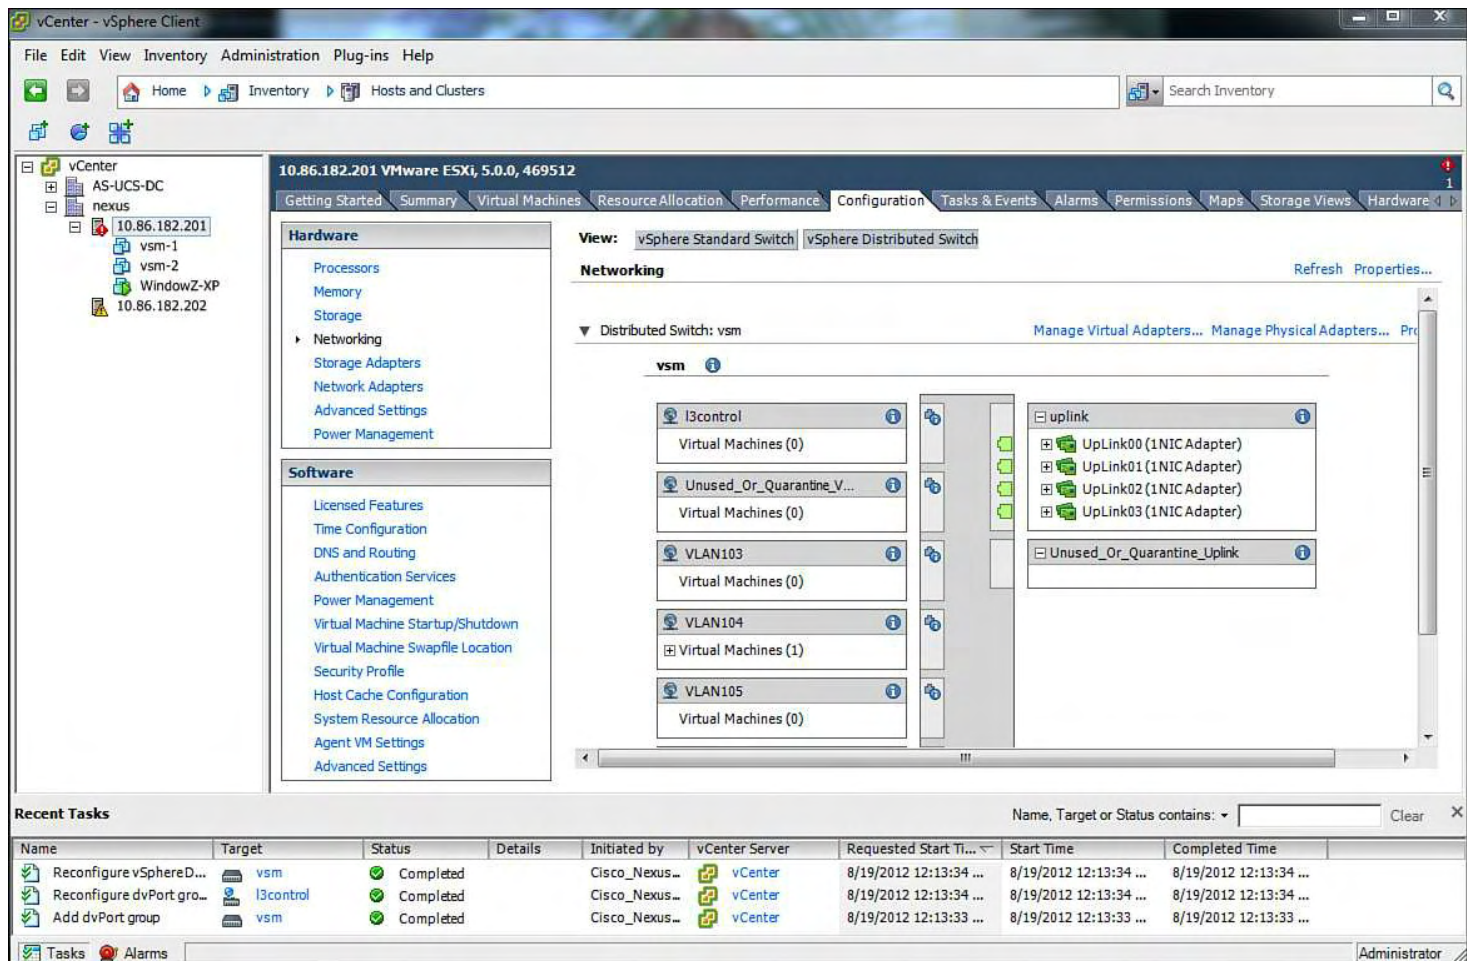 vCenter - vSphere Client
File Edit View Inventory Administration Plug-ins Help
Home Inventory Hosts and Clusters
Search Inventory
vCenter
AS-UCS-DC
nexus
10.86.182.201
vsm-1
vsm-2
WindowZ-XP
10.86.182.202
10.86.182.201 VMware ESXi, 5.0.0, 469512
1
Getting Started Summary Virtual Machines Resource Allocation Performance Configuration Tasks & Events Alarms Permissions Maps Storage Views Hardware
Hardware
Processors
Memory
Storage
Networking
Storage Adapters
Network Adapters
Advanced Settings
Power Management
Software
Licensed Features
Time Configuration
DNS and Routing
Authentication Services
Power Management
Virtual Machine Startup/Shutdown
Virtual Machine Swapfile Location
Security Profile
Host Cache Configuration
System Resource Allocation
Agent VM Settings
Advanced Settings
View: vSphere Standard Switch vSphere Distributed Switch
Networking
Refresh Properties...
Distributed Switch: vsm
Manage Virtual Adapters... Manage Physical Adapters... Pro
vsm
l3control
Virtual Machines (0)
Unused_Or_Quarantine_V...
Virtual Machines (0)
VLAN103
Virtual Machines (0)
VLAN104
Virtual Machines (1)
VLAN105
Virtual Machines (0)
uplink
UpLink00 (1NIC Adapter)
UpLink01 (1NIC Adapter)
UpLink02 (1NIC Adapter)
UpLink03 (1NIC Adapter)
Unused_Or_Quarantine_Uplink
Recent Tasks
Name, Target or Status contains:
Clear
Name Target Status Details Initiated by vCenter Server Requested Start Ti... Start Time Completed Time
Reconfigure vSphere D... vsm Completed Cisco_Nexus... vCenter 8/19/2012 12:13:34 ... 8/19/2012 12:13:34 ... 8/19/2012 12:13:34 ...
Reconfigure dvPort gro... l3control Completed Cisco_Nexus... vCenter 8/19/2012 12:13:34 ... 8/19/2012 12:13:34 ... 8/19/2012 12:13:34 ...
Add dvPort group vsm Completed Cisco_Nexus... vCenter 8/19/2012 12:13:33 ... 8/19/2012 12:13:33 ... 8/19/2012 12:13:33 ...
Tasks Alarms
Administrator